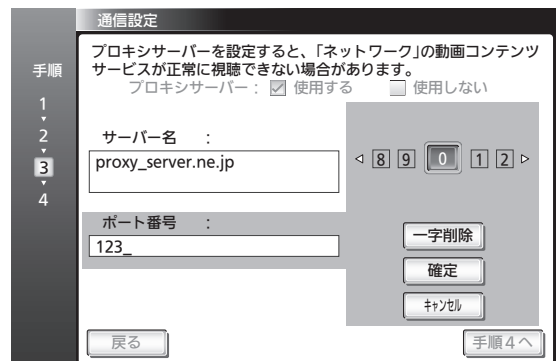 通信設定
手順
1
2
3
4
プロキシサーバーを設定すると、「ネットワーク」の動画コンテンツ
サービスが正常に視聴できない場合があります。
プロキシサーバー： 使用する 使用しない
サーバー名 ：
proxy_server.ne.jp
8 9 0 1 2
ポート番号 ：
123_
一字削除
確定
ｷｬﾝｾﾙ
戻る
手順4へ